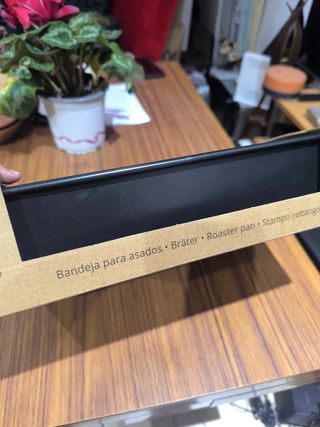 Bandeja para asados • Bräter • Roaster pan • Stampo rettango